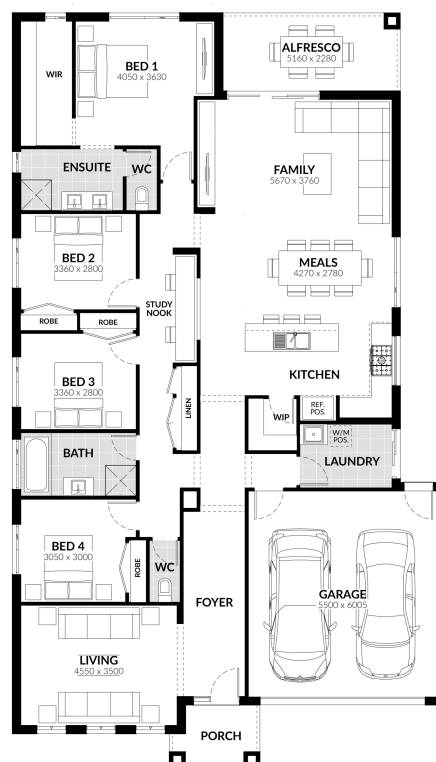 BED 1
4050 x 3630
WIR
ALFRESCO
5160 x 2280
ENSUITE
WC
FAMILY
5670 x 3760
BED 2
3360 x 2800
MEALS
4270 x 2780
STUDY
NOOK
ROBE
ROBE
BED 3
3360 x 2800
KITCHEN
LINEN
WIP
REF.
POS.
W/M
POS.
BATH
LAUNDRY
BED 4
3050 x 3000
ROBE
WC
FOYER
GARAGE
5500 x 6005
LIVING
4550 x 3500
PORCH